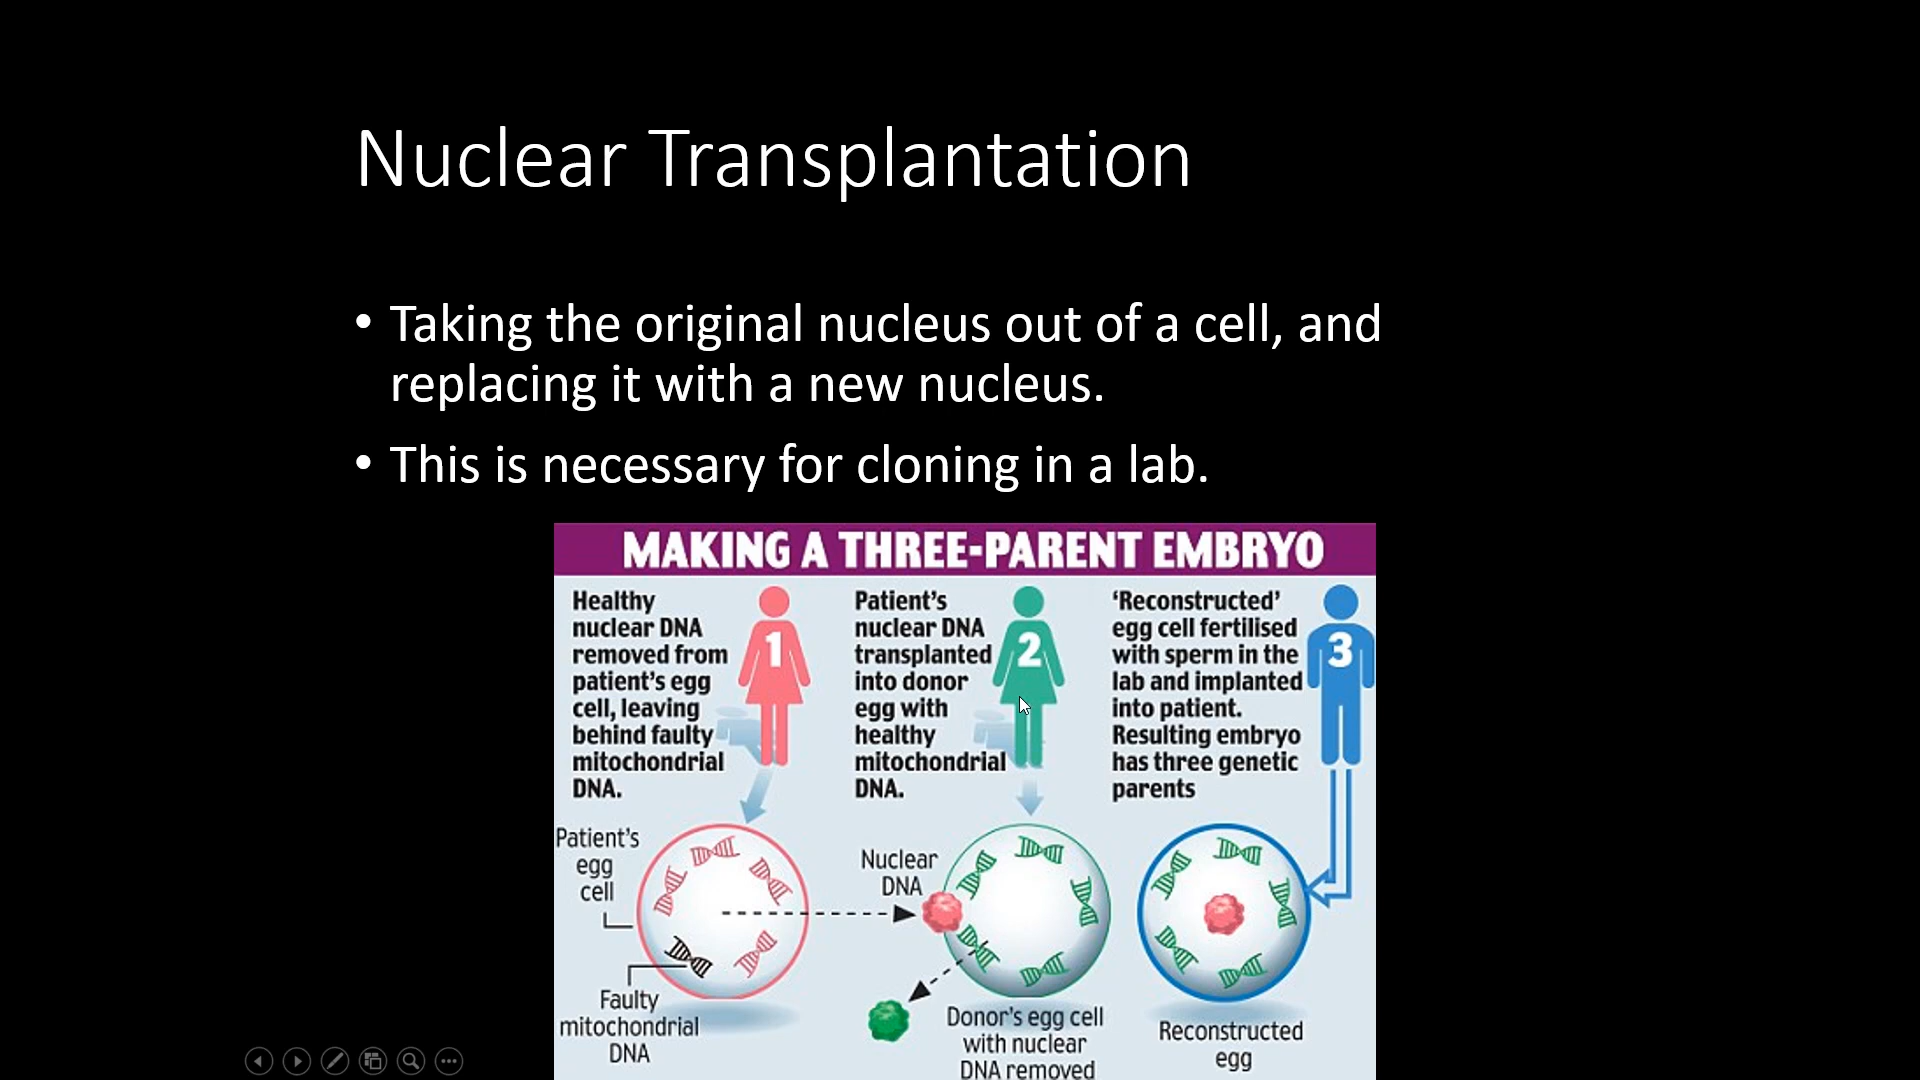 Nuclear Transplantation
• Taking the original nucleus out of a cell, and
replacing it with a new nucleus.
• This is necessary for cloning in a lab.
MAKING A THREE-PARENT EMBRYO
Healthy
nuclear DNA
removed from
patient's egg
cell, leaving
behind faulty
mitochondrial
DNA.
1
Patient's
nuclear DNA
transplanted
into donor
egg with
healthy
mitochondrial
DNA.
2
‘Reconstructed’
egg cell fertilised
with sperm in the
lab and implanted
into patient.
Resulting embryo
has three genetic
parents
3
Patient's
egg
cell
Faulty
mitochondrial
DNA
Nuclear
DNA
Donor's egg cell
with nuclear
DNA removed
Reconstructed
egg